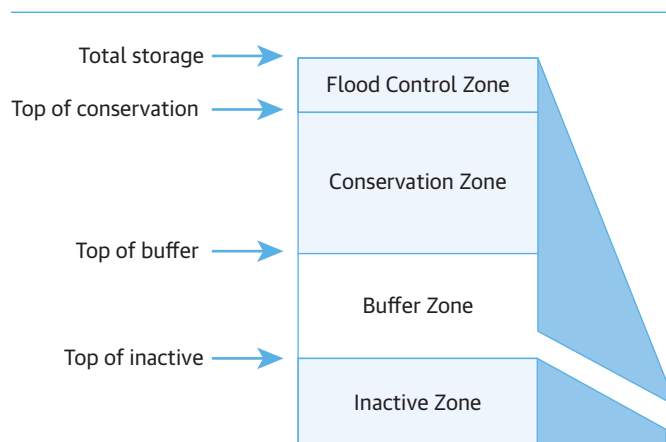 Total storage
Flood Control Zone
Top of conservation
Conservation Zone
Top of buffer
Buffer Zone
Top of inactive
Inactive Zone